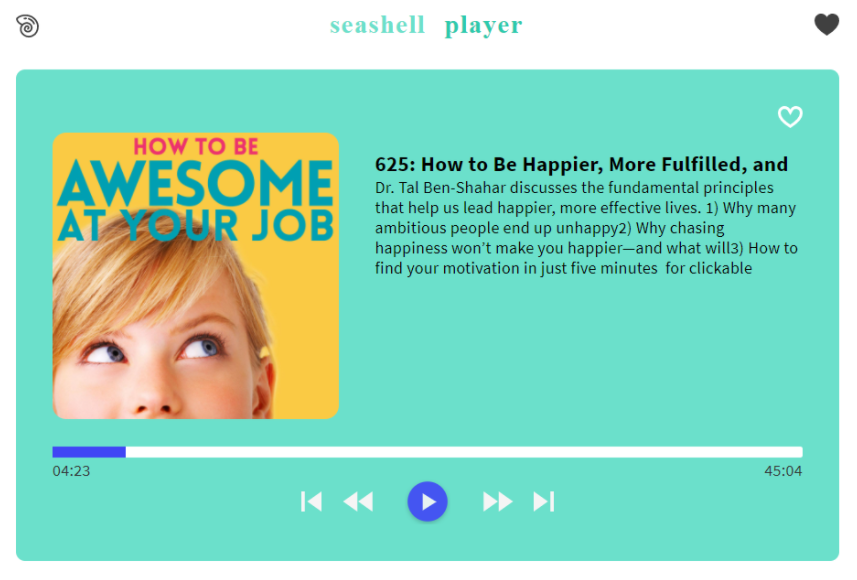 seashell player
HOW TO BE
AWESOME
AT YOUR JOB
625: How to Be Happier, More Fulfilled, and
Dr. Tal Ben-Shahar discusses the fundamental principles
that help us lead happier, more effective lives. 1) Why many
ambitious people end up unhappy2) Why chasing
happiness won’t make you happier—and what will3) How to
find your motivation in just five minutes  for clickable
04:23
45:04